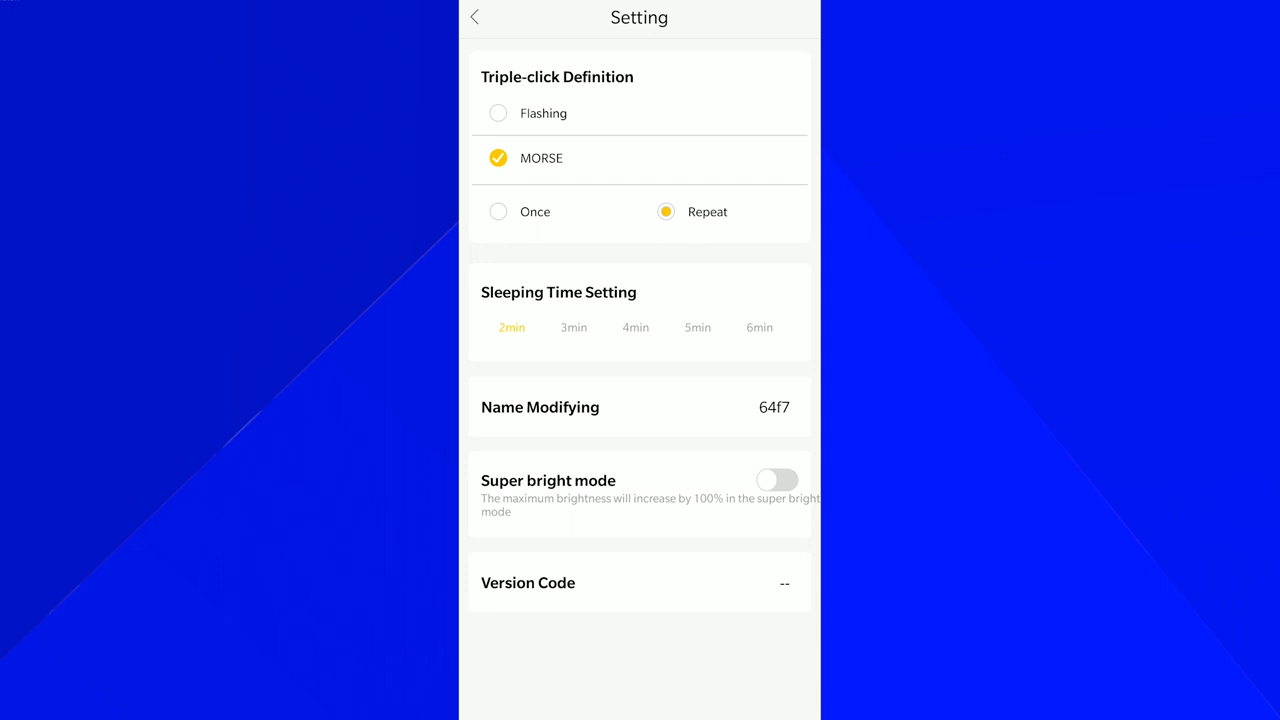 Setting
Triple-click Definition
Flashing
MORSE
Once Repeat
Sleeping Time Setting
2min 3min 4min 5min 6min
Name Modifying 64f7
Super bright mode
The maximum brightness will increase by 100% in the super bright
mode
Version Code --